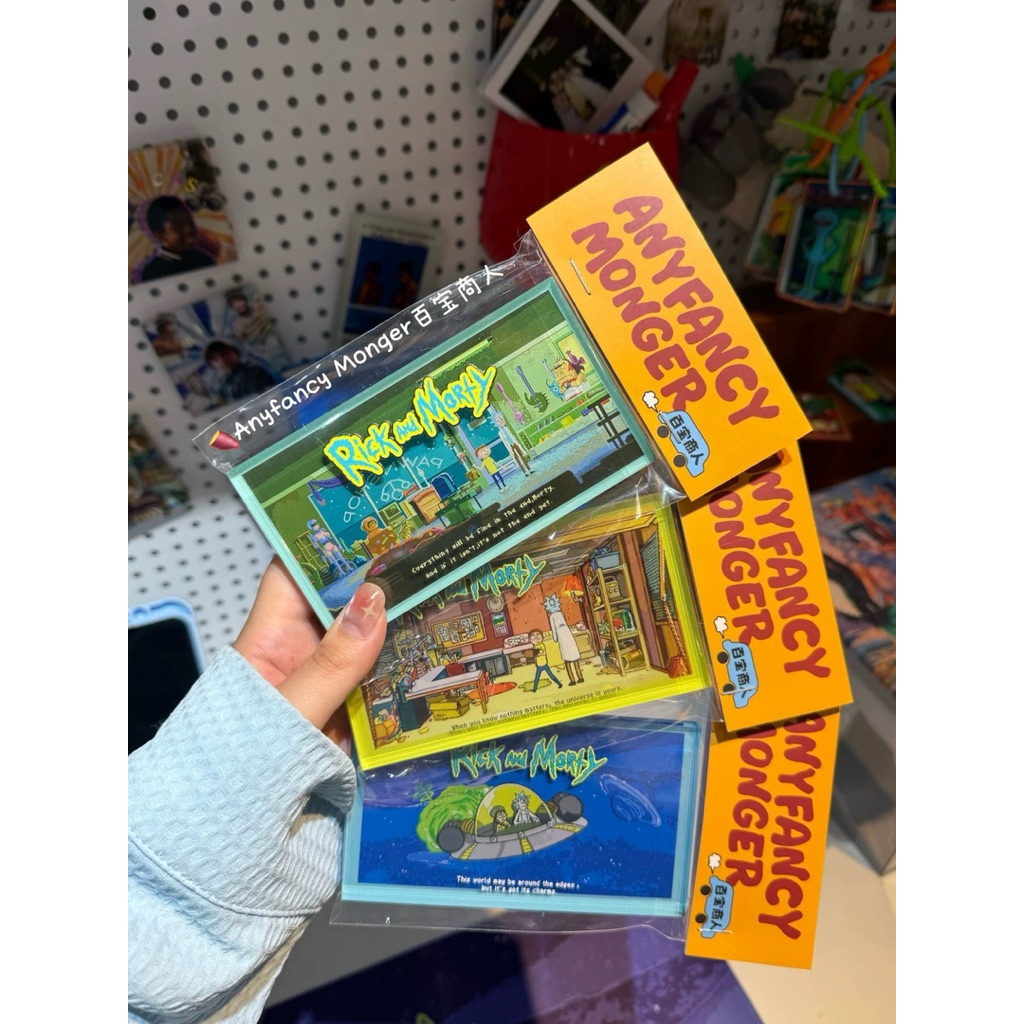 ANYFANCY
MONGER
百宝商人
Anyfancy Monger百宝商人
RICK AND MORTY
Everything will be fine in the end,Morty.
And if it isn't,it's not the end yet.
ANYFANCY
MONGER
百宝商人
RICK AND MORTY
When you know nothing matters, the universe is yours.
ANYFANCY
MONGER
百宝商人
RICK AND MORTY
This world may be around the edges ,
but it's got its charms.